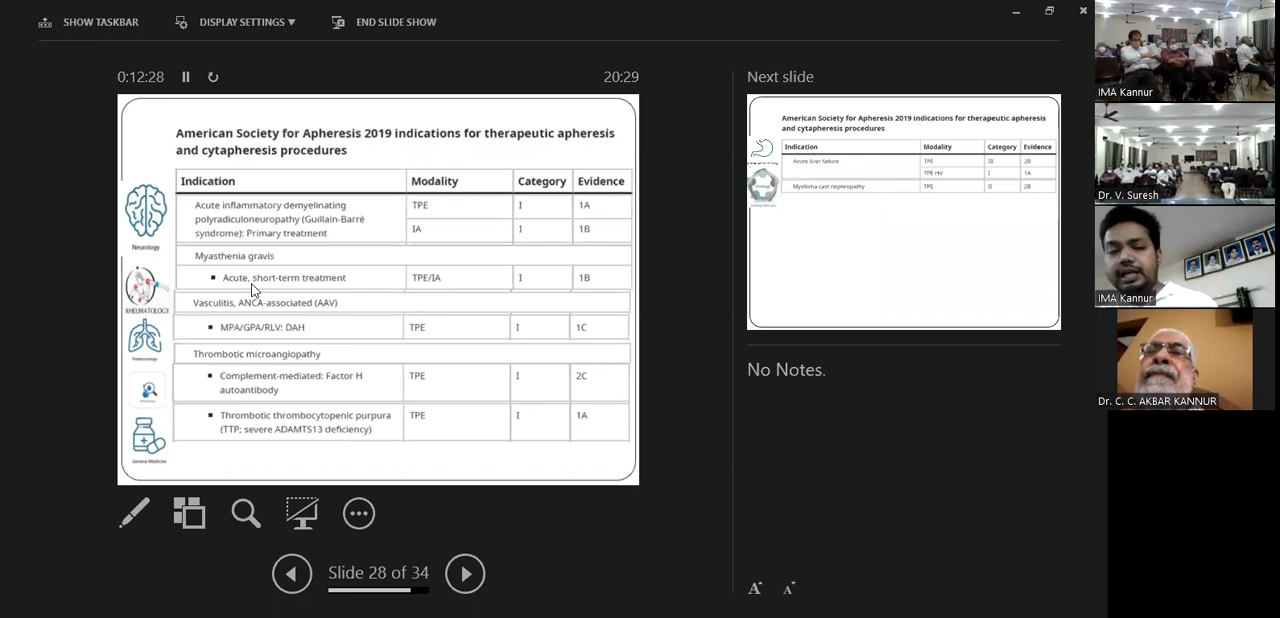 SHOW TASKBAR
DISPLAY SETTINGS ▼
END SLIDE SHOW
0:12:28
20:29
American Society for Apheresis 2019 indications for therapeutic apheresis
and cytapheresis procedures
Indication Modality Category Evidence
Acute inflammatory demyelinating
polyradiculoneuropathy (Guillain-Barré
syndrome): Primary treatment
TPE I 1A
IA I 1B
Myasthenia gravis
▪ Acute, short-term treatment TPE/IA I 1B
Vasculitis, ANCA-associated (AAV)
▪ MPA/GPA/RLV: DAH TPE I 1C
Thrombotic microangiopathy
▪ Complement-mediated: Factor H
autoantibody
TPE I 2C
▪ Thrombotic thrombocytopenic purpura
(TTP; severe ADAMTS13 deficiency)
TPE I 1A
Neurology
RHEUMATOLOGY
General Medicine
Slide 28 of 34
Next slide
American Society for Apheresis 2019 indications for therapeutic apheresis
and cytapheresis procedures
Indication Modality Category Evidence
Acute liver failure TPE III 2B
TPE-HV I 1A
Myeloma cast nephropathy TPE II 2B
No Notes.
A A
IMA Kannur
Dr. V. Suresh
IMA Kannur
Dr. C. C. AKBAR KANNUR